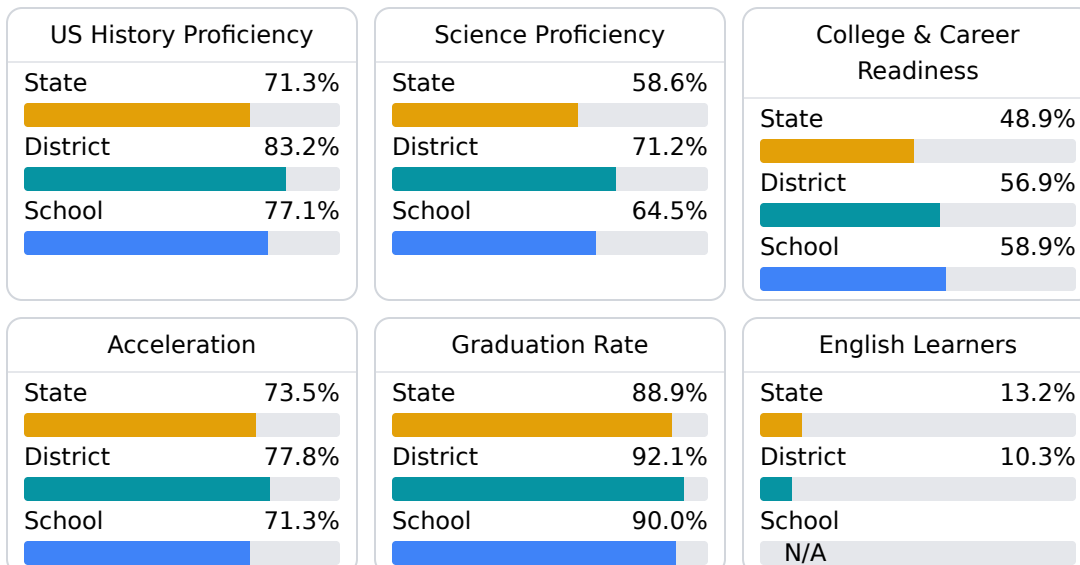 US History Proficiency
State 71.3%
District 83.2%
School 77.1%
Science Proficiency
State 58.6%
District 71.2%
School 64.5%
College & Career
Readiness
State 48.9%
District 56.9%
School 58.9%
Acceleration
State 73.5%
District 77.8%
School 71.3%
Graduation Rate
State 88.9%
District 92.1%
School 90.0%
English Learners
State 13.2%
District 10.3%
School
N/A